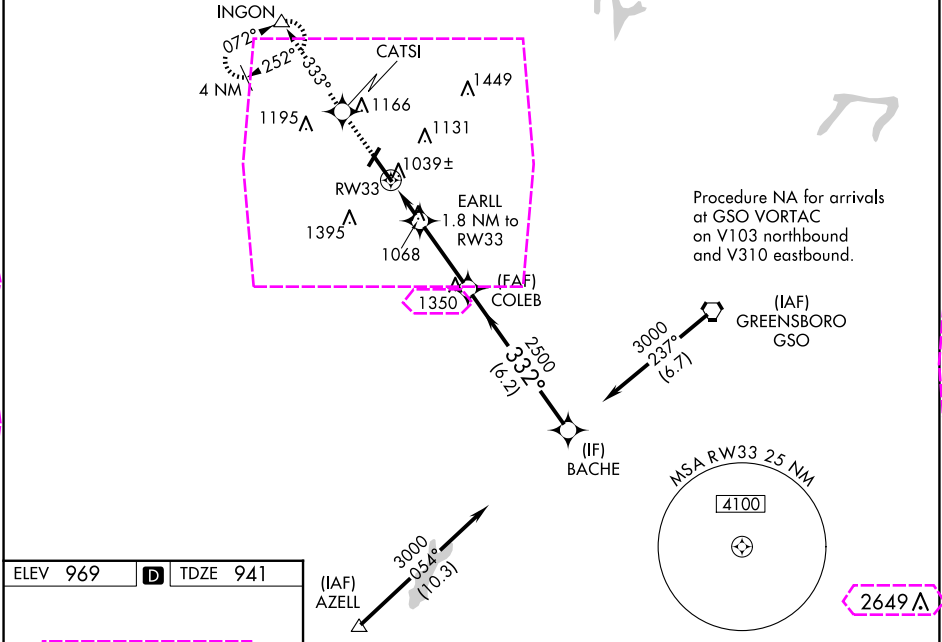 INGON
072°
252°
333°
4 NM
CATSI
1449
1166
1195
1131
1039±
RW33
EARLL
1.8 NM to
RW33
1395
1068
Procedure NA for arrivals
at GSO VORTAC
on V103 northbound
and V310 eastbound.
(FAF)
COLEB
1350
(IAF)
GREENSBORO
GSO
3000
237°
(6.7)
2500
332°
(6.2)
(IF)
BACHE
MSA RW33 25 NM
4100
3000
054°
(10.3)
(IAF)
AZELL
ELEV 969 D TDZE 941
2649